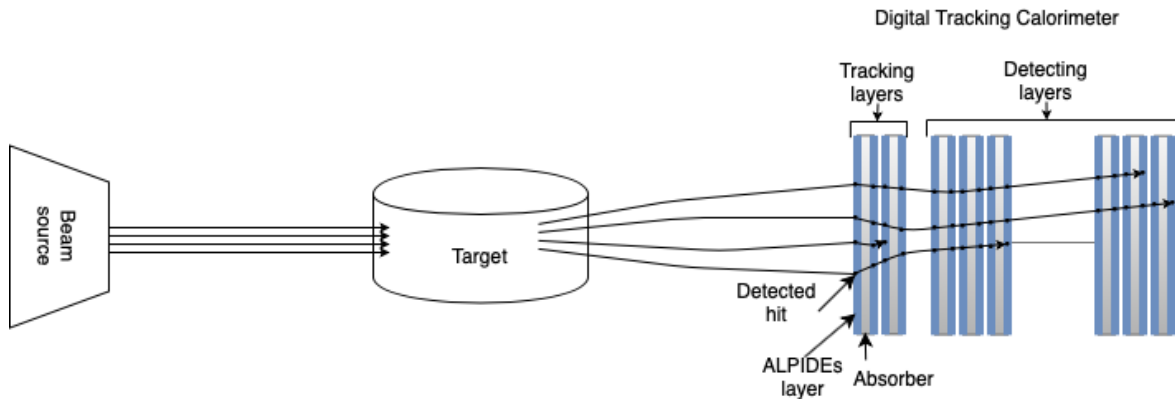 Digital Tracking Calorimeter
Tracking
layers
Detecting
layers
Beam
source
Target
Detected
hit
ALPIDEs
layer
Absorber